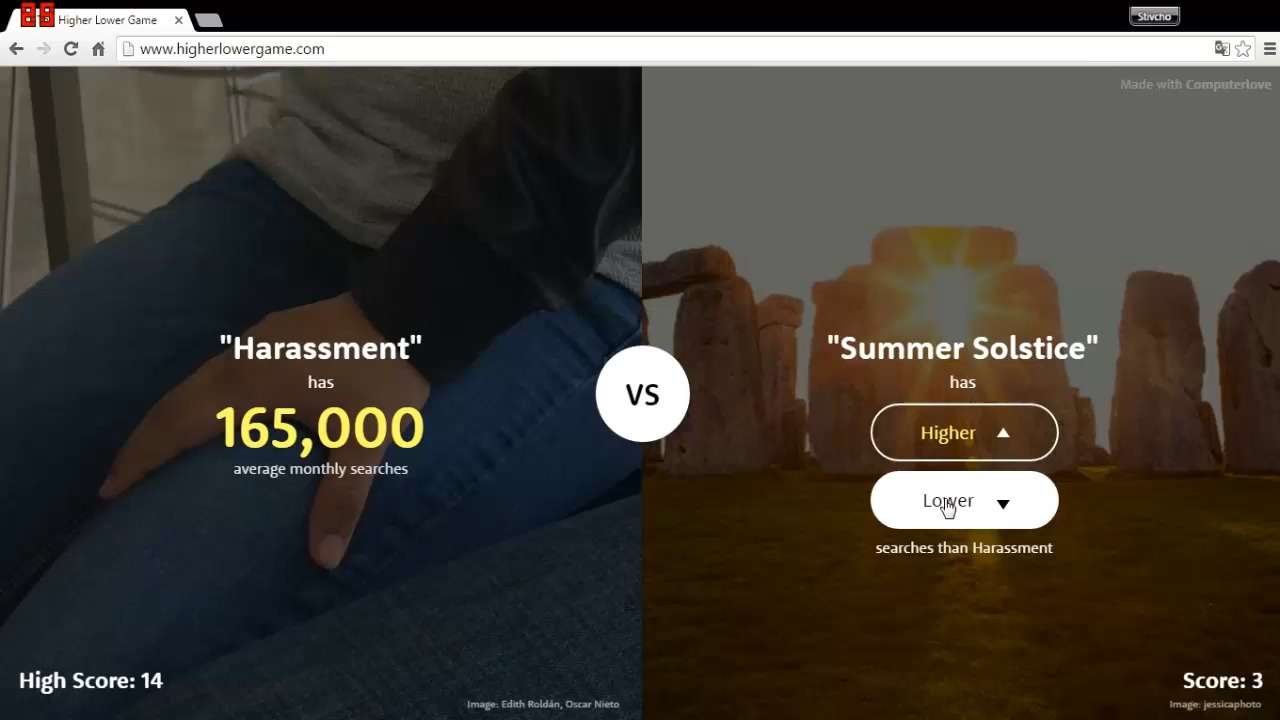 88
Higher Lower Game
Stivcho
www.higherlowergame.com
Made with Computerlove
"Harassment"
has
165,000
average monthly searches
VS
"Summer Solstice"
has
Higher
Lower
searches than Harassment
High Score: 14
Score: 3
Image: Edith Roldán, Oscar Nieto
Image: jessicaphoto